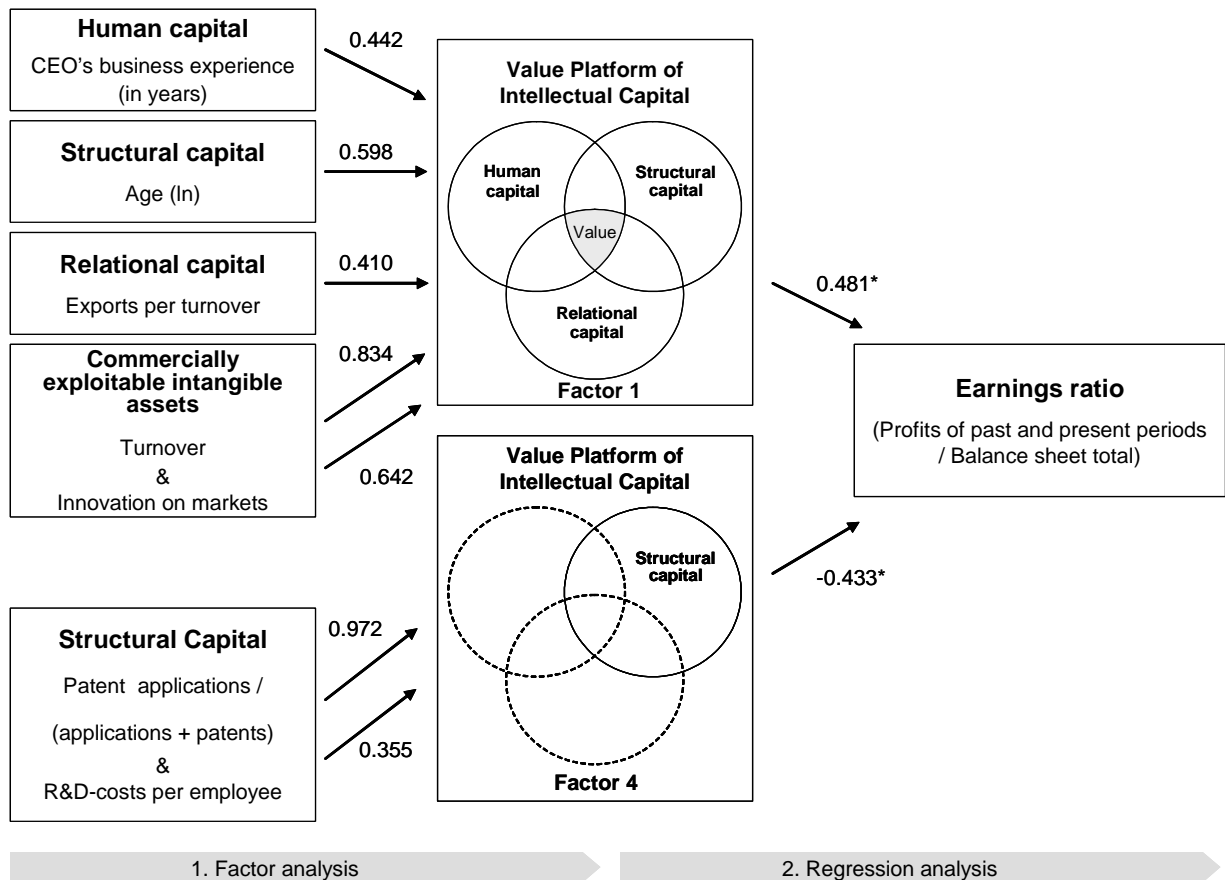 Human capital
CEO's business experience
(in years)
0.442
Structural capital
Age (ln)
0.598
Relational capital
Exports per turnover
0.410
Commercially
exploitable intangible
assets
Turnover
&
Innovation on markets
0.834
0.642
Value Platform of
Intellectual Capital
Human
capital
Structural
capital
Value
Relational
capital
Factor 1
0.481*
Structural Capital
Patent applications /
(applications + patents)
&
R&D-costs per employee
0.972
0.355
Value Platform of
Intellectual Capital
Structural
capital
Factor 4
-0.433*
Earnings ratio
(Profits of past and present periods
/ Balance sheet total)
1. Factor analysis
2. Regression analysis